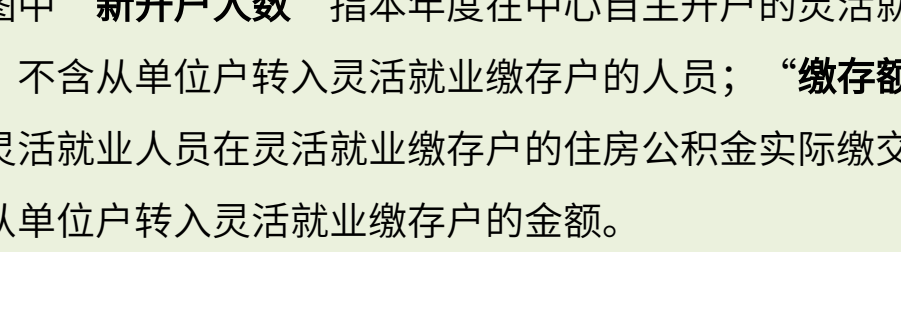 图中“新开户人数”指本年度在中心自主开户的灵活就
，不含从单位户转入灵活就业缴存户的人员；“缴存额
灵活就业人员在灵活就业缴存户的住房公积金实际缴交
从单位户转入灵活就业缴存户的金额。